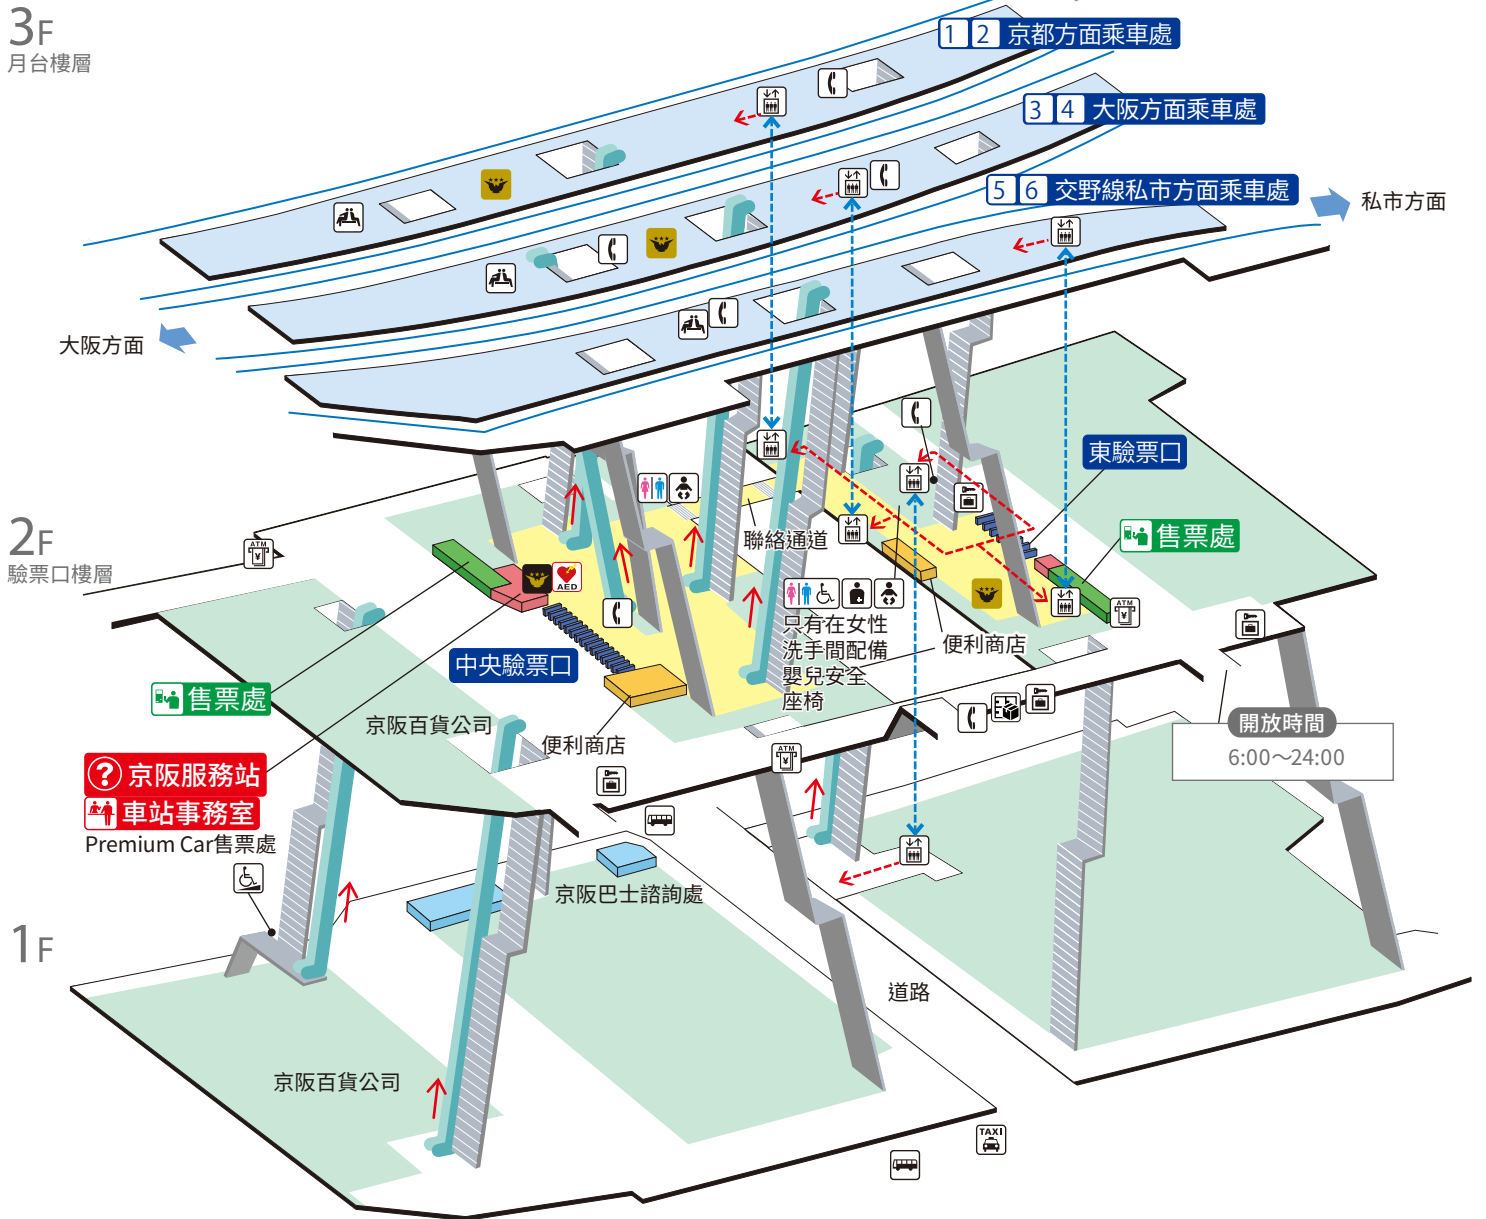 3F
月台樓層
1 2 京都方面乘車處
3 4 大阪方面乘車處
5 6 交野線私市方面乘車處
私市方面
大阪方面
2F
驗票口樓層
ATM
¥
東驗票口
售票處
聯絡通道
AED
ATM
¥
只有在女性
洗手間配備
嬰兒安全
座椅
便利商店
中央驗票口
售票處
京阪百貨公司
便利商店
ATM
¥
開放時間
6:00～24:00
? 京阪服務站
車站事務室
Premium Car售票處
京阪巴士諮詢處
1F
道路
京阪百貨公司
TAXI